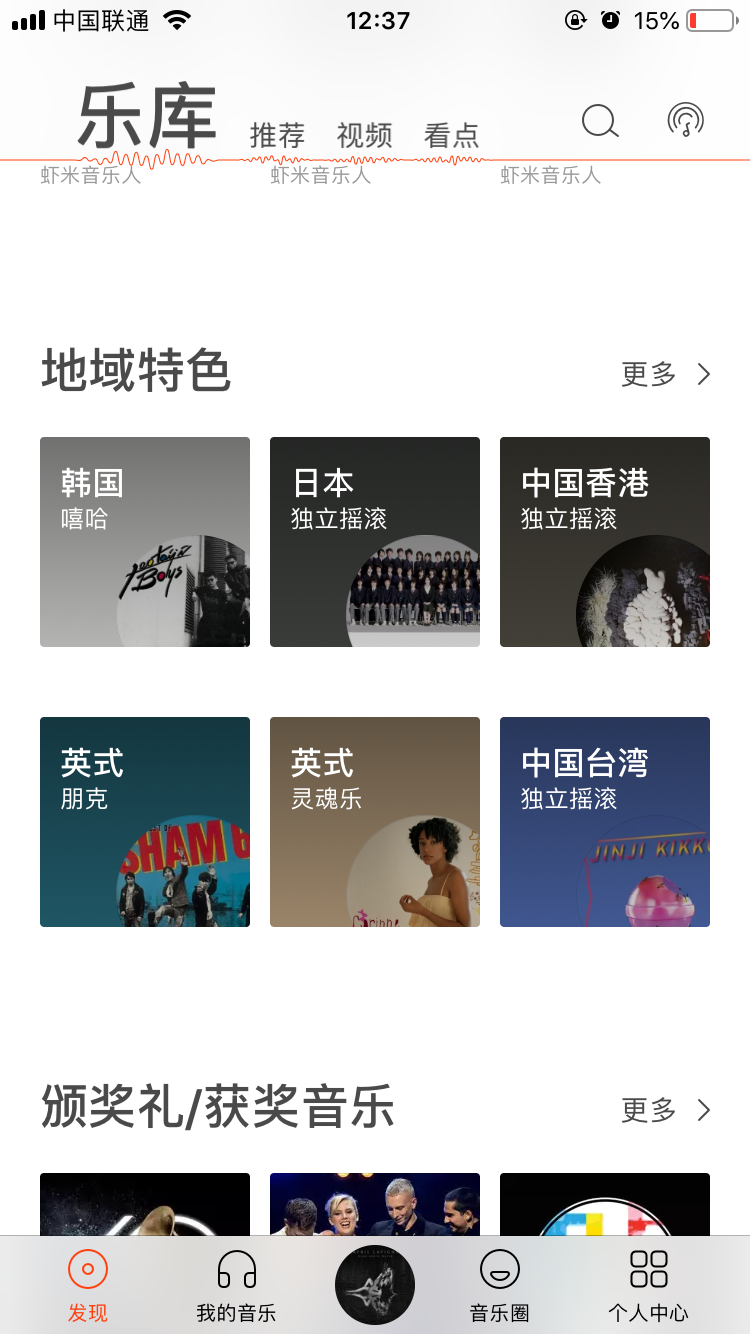 中国联通
12:37
15%
乐库
推荐
视频
看点
虾米音乐人
虾米音乐人
虾米音乐人
地域特色
更多
韩国
嘻哈
日本
独立摇滚
中国香港
独立摇滚
Boys
英式
朋克
英式
灵魂乐
中国台湾
独立摇滚
SHAM 6
JINJI KIKK
颁奖礼/获奖音乐
更多
发现
我的音乐
音乐圈
个人中心